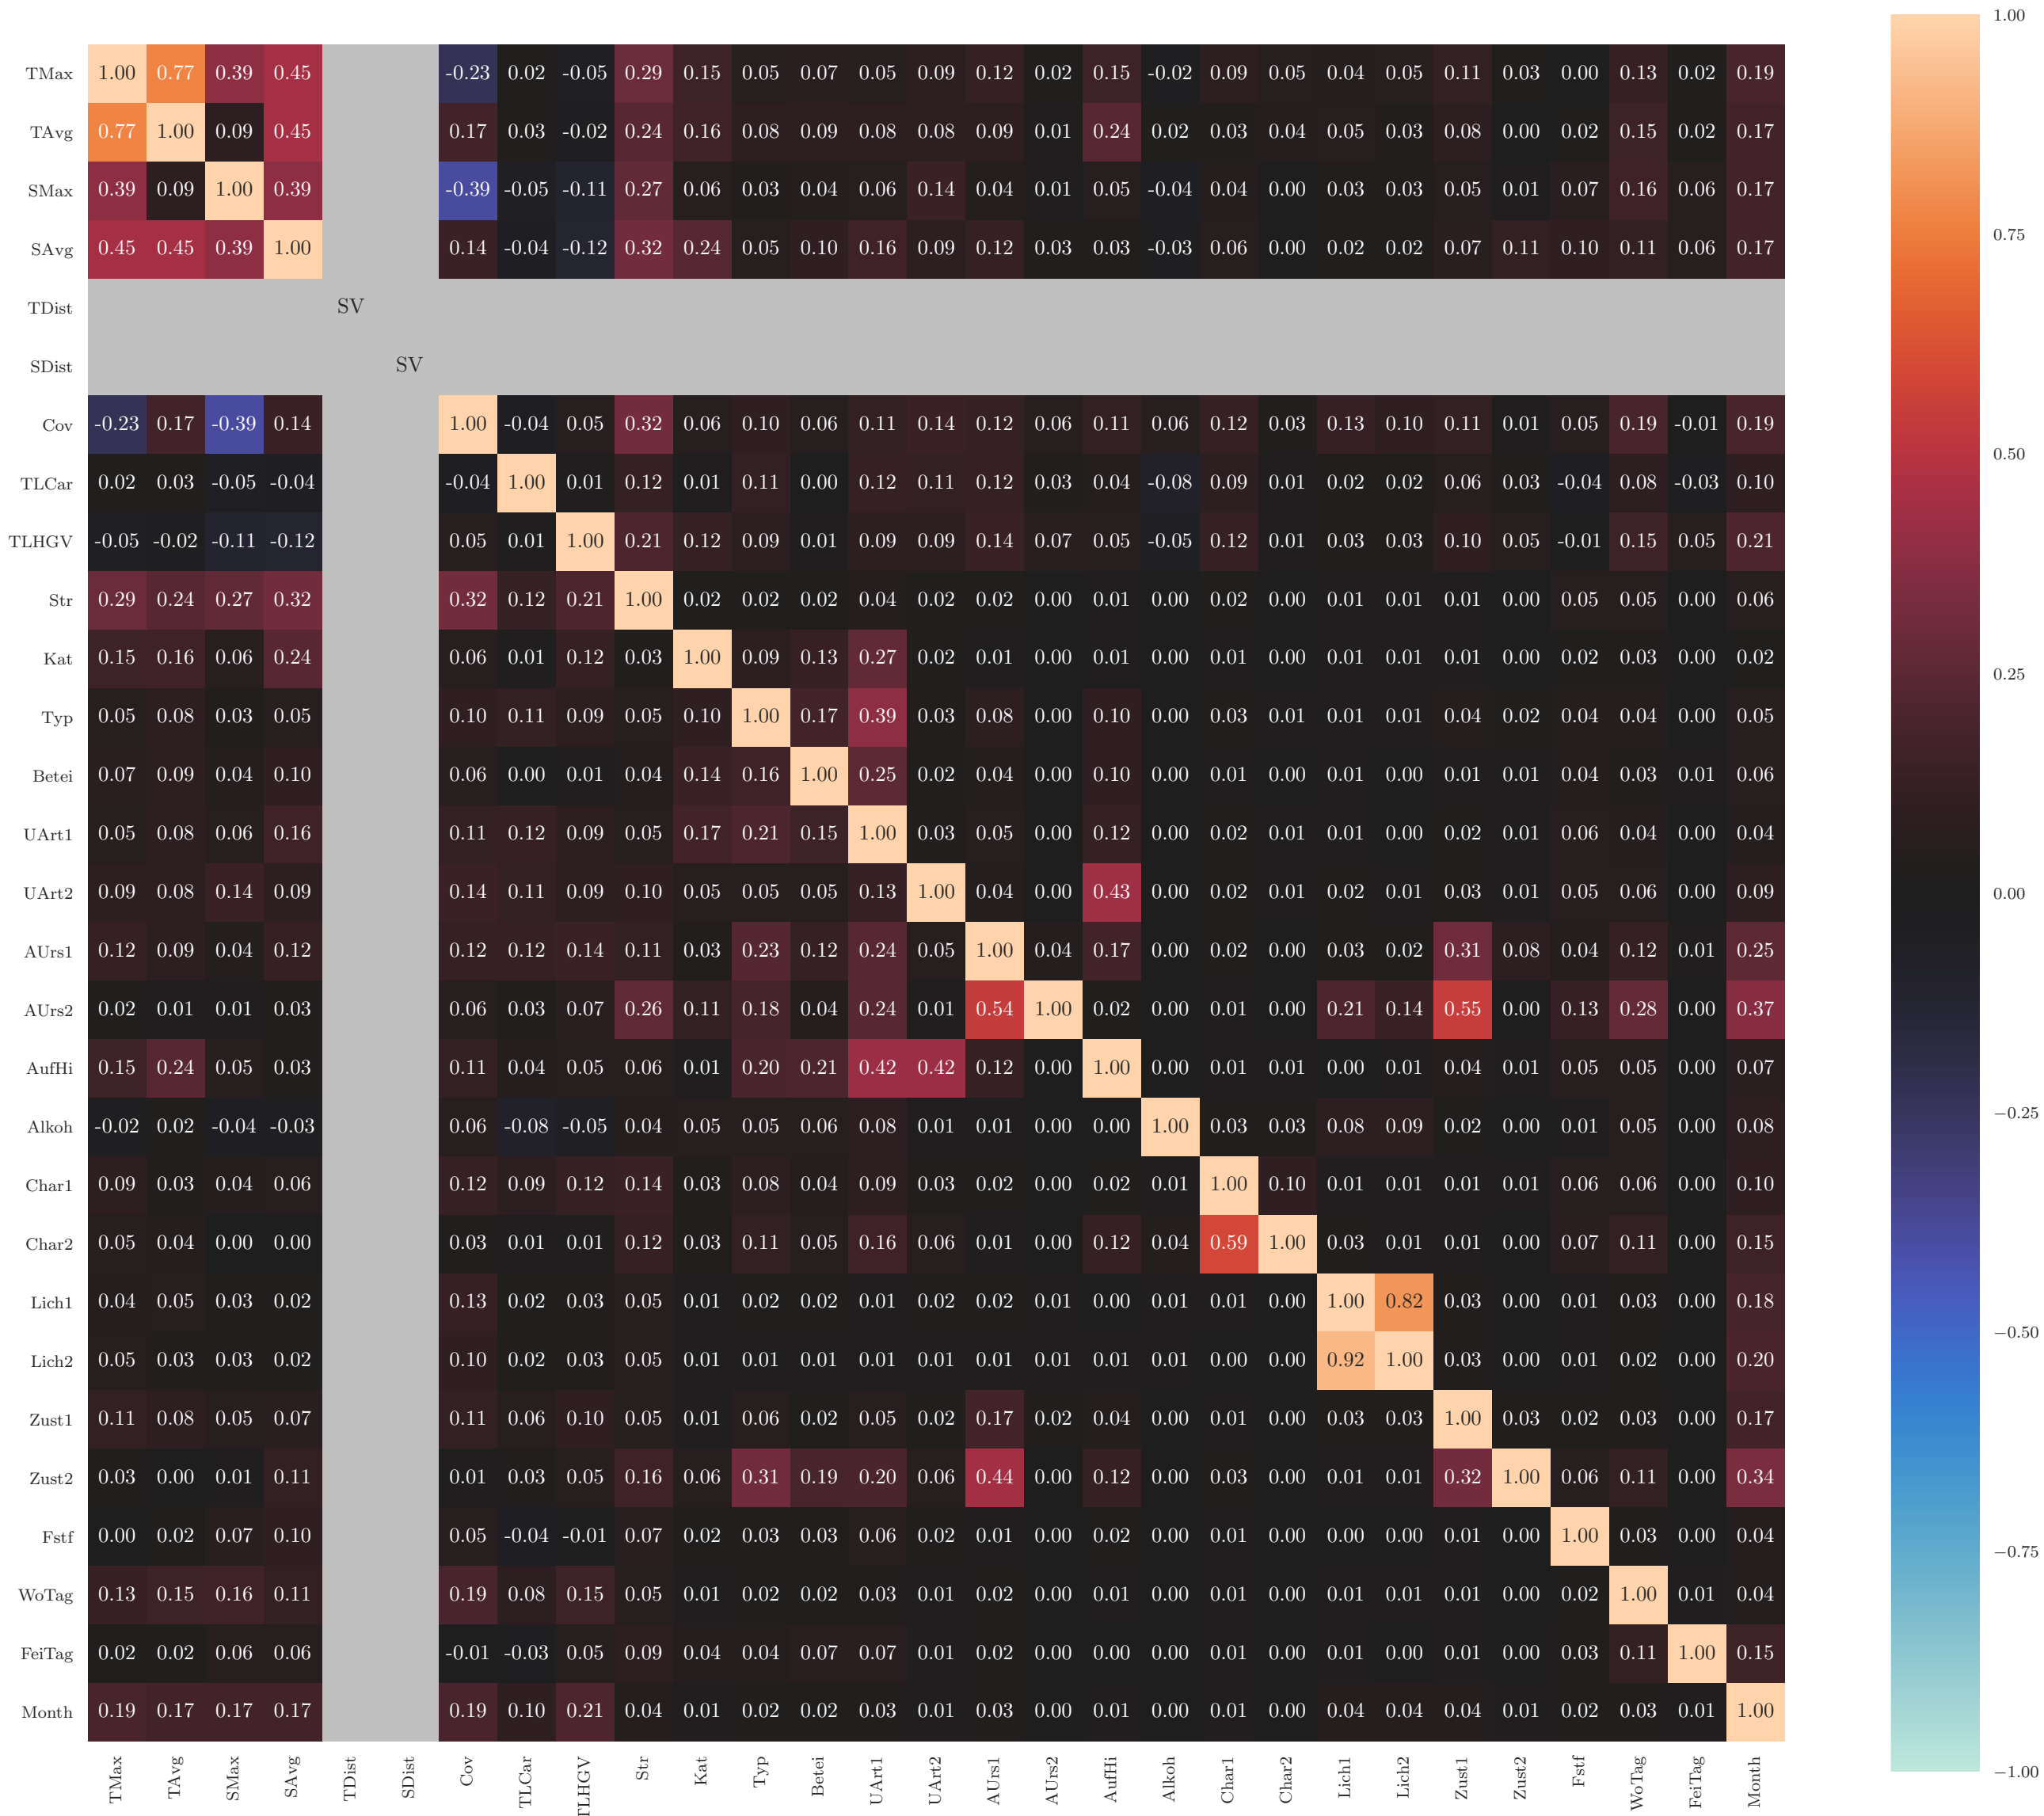 1.00
TMax 1.00 0.77 0.39 0.45 -0.23 0.02 -0.05 0.29 0.15 0.05 0.07 0.05 0.09 0.12 0.02 0.15 -0.02 0.09 0.05 0.04 0.05 0.11 0.03 0.00 0.13 0.02 0.19
TAvg 0.77 1.00 0.09 0.45 0.17 0.03 -0.02 0.24 0.16 0.08 0.09 0.08 0.08 0.09 0.01 0.24 0.02 0.03 0.04 0.05 0.03 0.08 0.00 0.02 0.15 0.02 0.17
SMax 0.39 0.09 1.00 0.39 -0.39 -0.05 -0.11 0.27 0.06 0.03 0.04 0.06 0.14 0.04 0.01 0.05 -0.04 0.04 0.00 0.03 0.03 0.05 0.01 0.07 0.16 0.06 0.17
0.75
SAvg 0.45 0.45 0.39 1.00 0.14 -0.04 -0.12 0.32 0.24 0.05 0.10 0.16 0.09 0.12 0.03 0.03 -0.03 0.06 0.00 0.02 0.02 0.07 0.11 0.10 0.11 0.06 0.17
TDist SV
SDist SV
Cov -0.23 0.17 -0.39 0.14 1.00 -0.04 0.05 0.32 0.06 0.10 0.06 0.11 0.14 0.12 0.06 0.11 0.06 0.12 0.03 0.13 0.10 0.11 0.01 0.05 0.19 -0.01 0.19
0.50
TLCar 0.02 0.03 -0.05 -0.04 -0.04 1.00 0.01 0.12 0.01 0.11 0.00 0.12 0.11 0.12 0.03 0.04 -0.08 0.09 0.01 0.02 0.02 0.06 0.03 -0.04 0.08 -0.03 0.10
TLHGV -0.05 -0.02 -0.11 -0.12 0.05 0.01 1.00 0.21 0.12 0.09 0.01 0.09 0.09 0.14 0.07 0.05 -0.05 0.12 0.01 0.03 0.03 0.10 0.05 -0.01 0.15 0.05 0.21
Str 0.29 0.24 0.27 0.32 0.32 0.12 0.21 1.00 0.02 0.02 0.02 0.04 0.02 0.02 0.00 0.01 0.00 0.02 0.00 0.01 0.01 0.01 0.00 0.05 0.05 0.00 0.06
Kat 0.15 0.16 0.06 0.24 0.06 0.01 0.12 0.03 1.00 0.09 0.13 0.27 0.02 0.01 0.00 0.01 0.00 0.01 0.00 0.01 0.01 0.01 0.00 0.02 0.03 0.00 0.02
0.25
Typ 0.05 0.08 0.03 0.05 0.10 0.11 0.09 0.05 0.10 1.00 0.17 0.39 0.03 0.08 0.00 0.10 0.00 0.03 0.01 0.01 0.01 0.04 0.02 0.04 0.04 0.00 0.05
Betei 0.07 0.09 0.04 0.10 0.06 0.00 0.01 0.04 0.14 0.16 1.00 0.25 0.02 0.04 0.00 0.10 0.00 0.01 0.00 0.01 0.00 0.01 0.01 0.04 0.03 0.01 0.06
UArt1 0.05 0.08 0.06 0.16 0.11 0.12 0.09 0.05 0.17 0.21 0.15 1.00 0.03 0.05 0.00 0.12 0.00 0.02 0.01 0.01 0.00 0.02 0.01 0.06 0.04 0.00 0.04
UArt2 0.09 0.08 0.14 0.09 0.14 0.11 0.09 0.10 0.05 0.05 0.05 0.13 1.00 0.04 0.00 0.43 0.00 0.02 0.01 0.02 0.01 0.03 0.01 0.05 0.06 0.00 0.09
0.00
AUrs1 0.12 0.09 0.04 0.12 0.12 0.12 0.14 0.11 0.03 0.23 0.12 0.24 0.05 1.00 0.04 0.17 0.00 0.02 0.00 0.03 0.02 0.31 0.08 0.04 0.12 0.01 0.25
AUrs2 0.02 0.01 0.01 0.03 0.06 0.03 0.07 0.26 0.11 0.18 0.04 0.24 0.01 0.54 1.00 0.02 0.00 0.01 0.00 0.21 0.14 0.55 0.00 0.13 0.28 0.00 0.37
AufHi 0.15 0.24 0.05 0.03 0.11 0.04 0.05 0.06 0.01 0.20 0.21 0.42 0.42 0.12 0.00 1.00 0.00 0.01 0.01 0.00 0.01 0.04 0.01 0.05 0.05 0.00 0.07
−0.25
Alkoh -0.02 0.02 -0.04 -0.03 0.06 -0.08 -0.05 0.04 0.05 0.05 0.06 0.08 0.01 0.01 0.00 0.00 1.00 0.03 0.03 0.08 0.09 0.02 0.00 0.01 0.05 0.00 0.08
Char1 0.09 0.03 0.04 0.06 0.12 0.09 0.12 0.14 0.03 0.08 0.04 0.09 0.03 0.02 0.00 0.02 0.01 1.00 0.10 0.01 0.01 0.01 0.01 0.06 0.06 0.00 0.10
Char2 0.05 0.04 0.00 0.00 0.03 0.01 0.01 0.12 0.03 0.11 0.05 0.16 0.06 0.01 0.00 0.12 0.04 0.59 1.00 0.03 0.01 0.01 0.00 0.07 0.11 0.00 0.15
Lich1 0.04 0.05 0.03 0.02 0.13 0.02 0.03 0.05 0.01 0.02 0.02 0.01 0.02 0.02 0.01 0.00 0.01 0.01 0.00 1.00 0.82 0.03 0.00 0.01 0.03 0.00 0.18
−0.50
Lich2 0.05 0.03 0.03 0.02 0.10 0.02 0.03 0.05 0.01 0.01 0.01 0.01 0.01 0.01 0.01 0.01 0.01 0.00 0.00 0.92 1.00 0.03 0.00 0.01 0.02 0.00 0.20
Zust1 0.11 0.08 0.05 0.07 0.11 0.06 0.10 0.05 0.01 0.06 0.02 0.05 0.02 0.17 0.02 0.04 0.00 0.01 0.00 0.03 0.03 1.00 0.03 0.02 0.03 0.00 0.17
Zust2 0.03 0.00 0.01 0.11 0.01 0.03 0.05 0.16 0.06 0.31 0.19 0.20 0.06 0.44 0.00 0.12 0.00 0.03 0.00 0.01 0.01 0.32 1.00 0.06 0.11 0.00 0.34
Fstf 0.00 0.02 0.07 0.10 0.05 -0.04 -0.01 0.07 0.02 0.03 0.03 0.06 0.02 0.01 0.00 0.02 0.00 0.01 0.00 0.00 0.00 0.01 0.00 1.00 0.03 0.00 0.04
−0.75
WoTag 0.13 0.15 0.16 0.11 0.19 0.08 0.15 0.05 0.01 0.02 0.02 0.03 0.01 0.02 0.00 0.01 0.00 0.01 0.00 0.01 0.01 0.01 0.00 0.02 1.00 0.01 0.04
FeiTag 0.02 0.02 0.06 0.06 -0.01 -0.03 0.05 0.09 0.04 0.04 0.07 0.07 0.01 0.02 0.00 0.00 0.00 0.01 0.00 0.01 0.00 0.01 0.00 0.03 0.11 1.00 0.15
Month 0.19 0.17 0.17 0.17 0.19 0.10 0.21 0.04 0.01 0.02 0.02 0.03 0.01 0.03 0.00 0.01 0.00 0.01 0.00 0.04 0.04 0.04 0.01 0.02 0.03 0.01 1.00
−1.00
TMax TAvg SMax SAvg TDist SDist Cov TLCar TLHGV Str Kat Typ Betei UArt1 UArt2 AUrs1 AUrs2 AufHi Alkoh Char1 Char2 Lich1 Lich2 Zust1 Zust2 Fstf WoTag FeiTag Month